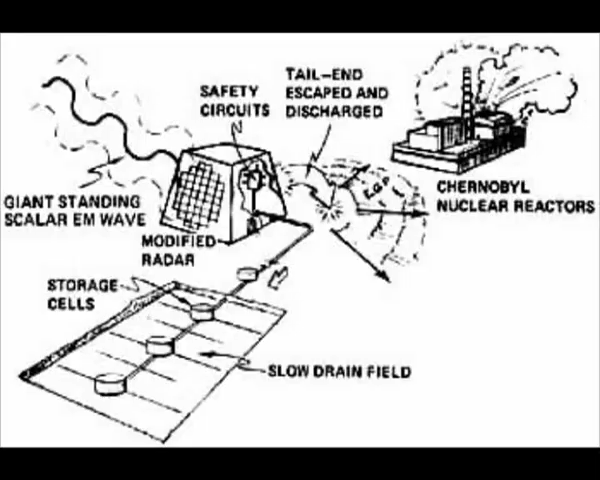 SAFETY
CIRCUITS
TAIL-END
ESCAPED AND
DISCHARGED
GIANT STANDING
SCALAR EM WAVE
CHERNOBYL
NUCLEAR REACTORS
MODIFIED
RADAR
STORAGE
CELLS
SLOW DRAIN FIELD